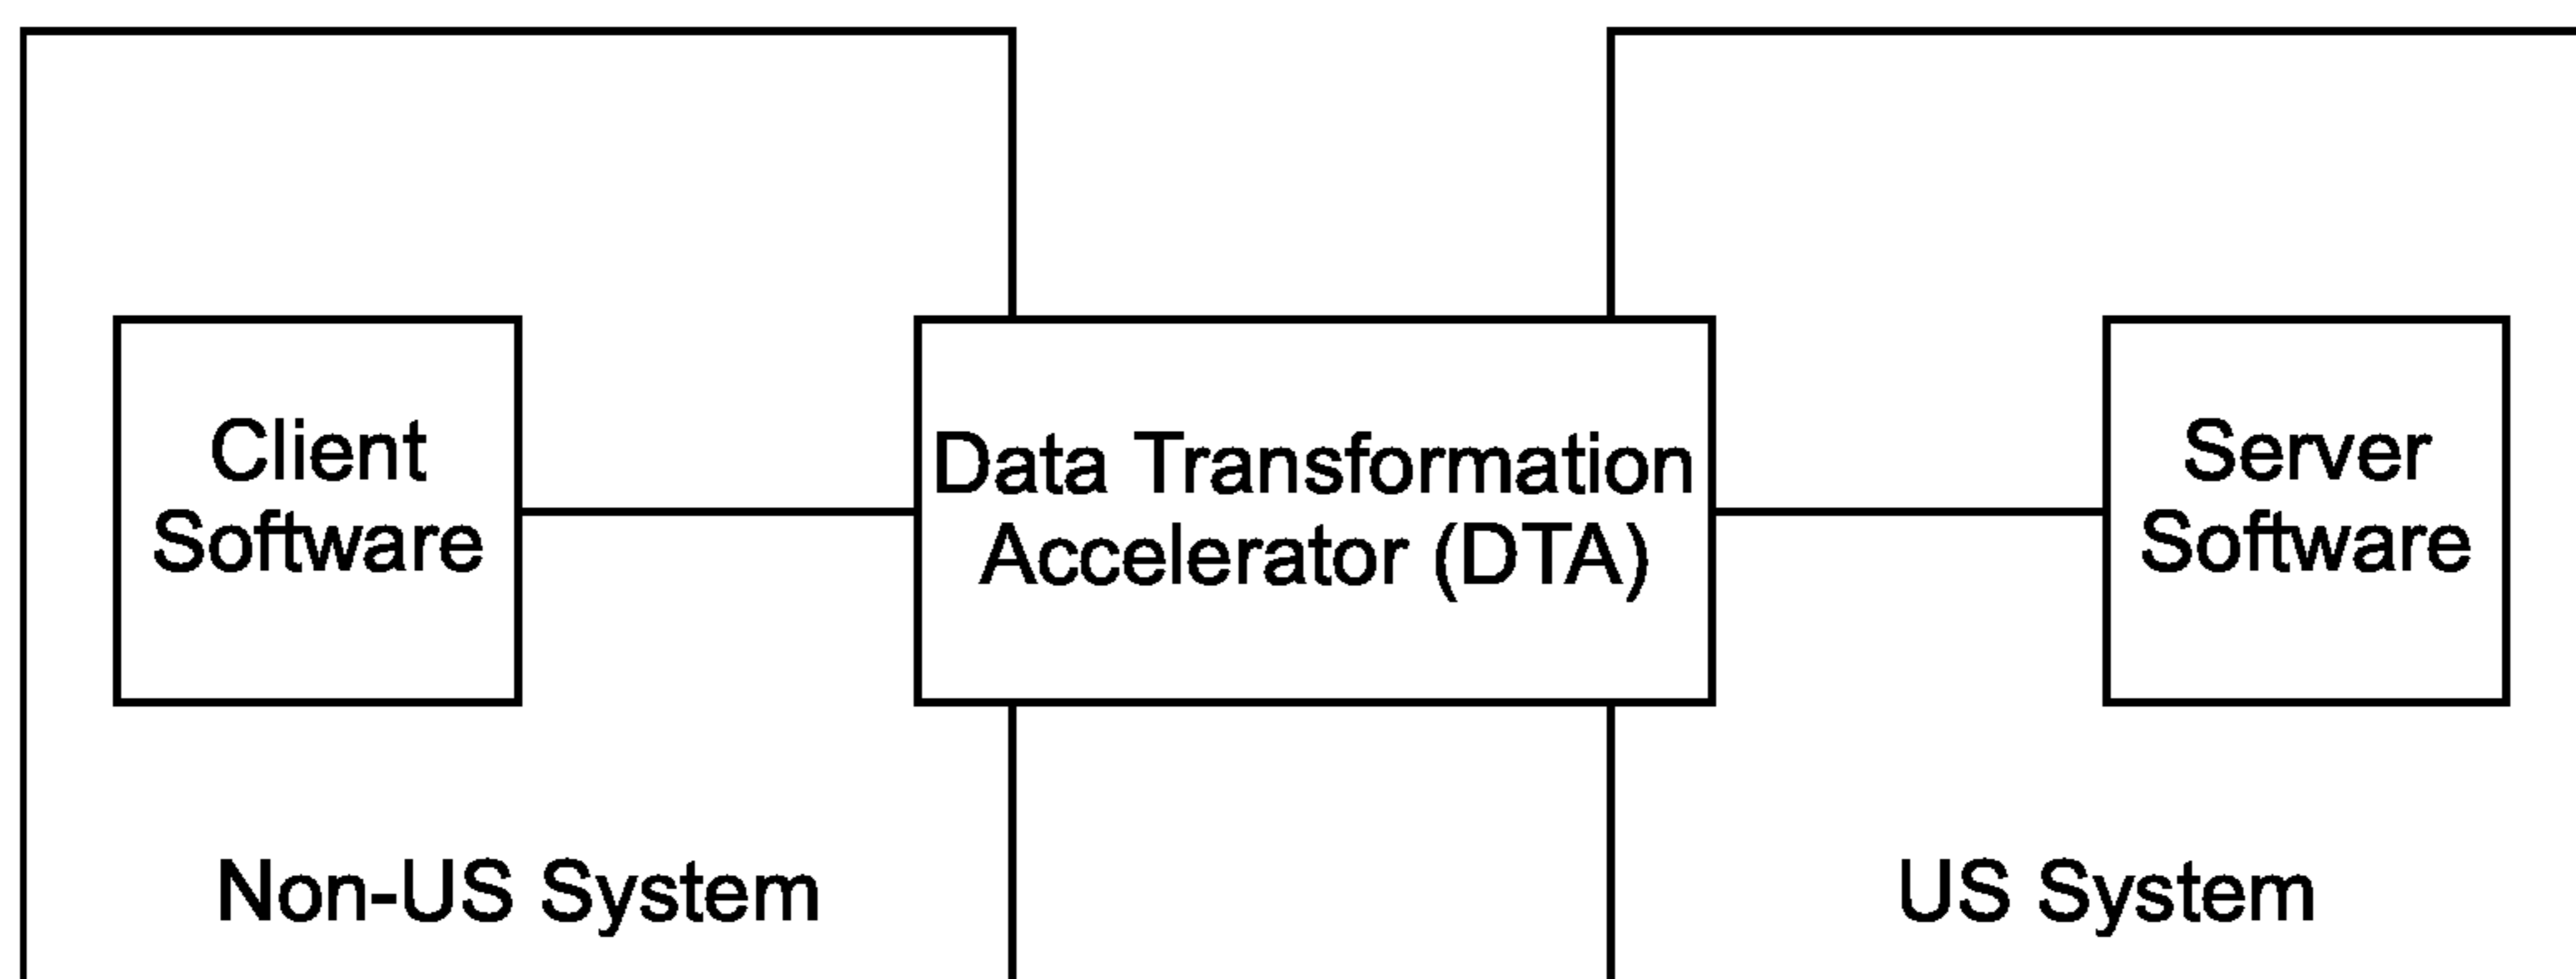 Client
Software
Data Transformation
Accelerator (DTA)
Server
Software
Non-US System
US System